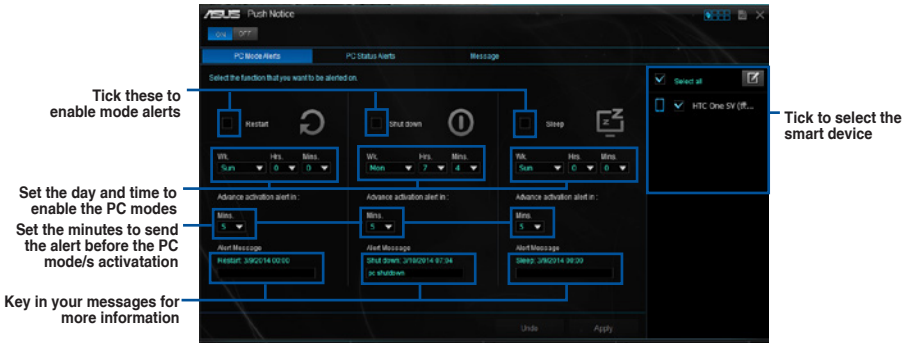 ASUS Push Notice
ON OFF
PC Mode Alerts PC Status Alerts Message
Select the function that you want to be alerted on.
Select all
HTC One SV
Tick these to
enable mode alerts
Restart Shut down Sleep
Tick to select the
smart device
Wk. Hrs. Mins. Wk. Hrs. Mins. Wk. Hrs. Mins.
Sun 0 0 Mon 7 4 Sun 0 0
Set the day and time to
enable the PC modes
Advance activation alert in : Advance activation alert in : Advance activation alert in :
Mins. Mins. Mins.
5 5 5
Set the minutes to send
the alert before the PC
mode/s activatation
Alert Message Alert Message Alert Message
Restart: 3/9/2014 00:00 Shut down: 3/10/2014 07:04 Sleep: 3/9/2014 00:00
pc shutdown
Key in your messages for
more information
Undo Apply